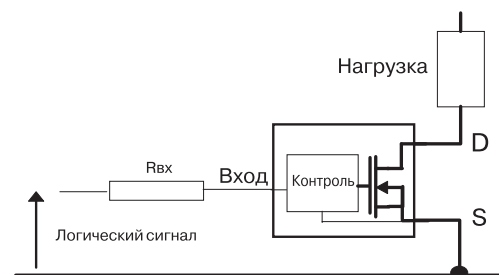 Нагрузка
D
Rвх
Вход
Контроль
S
Логический сигнал